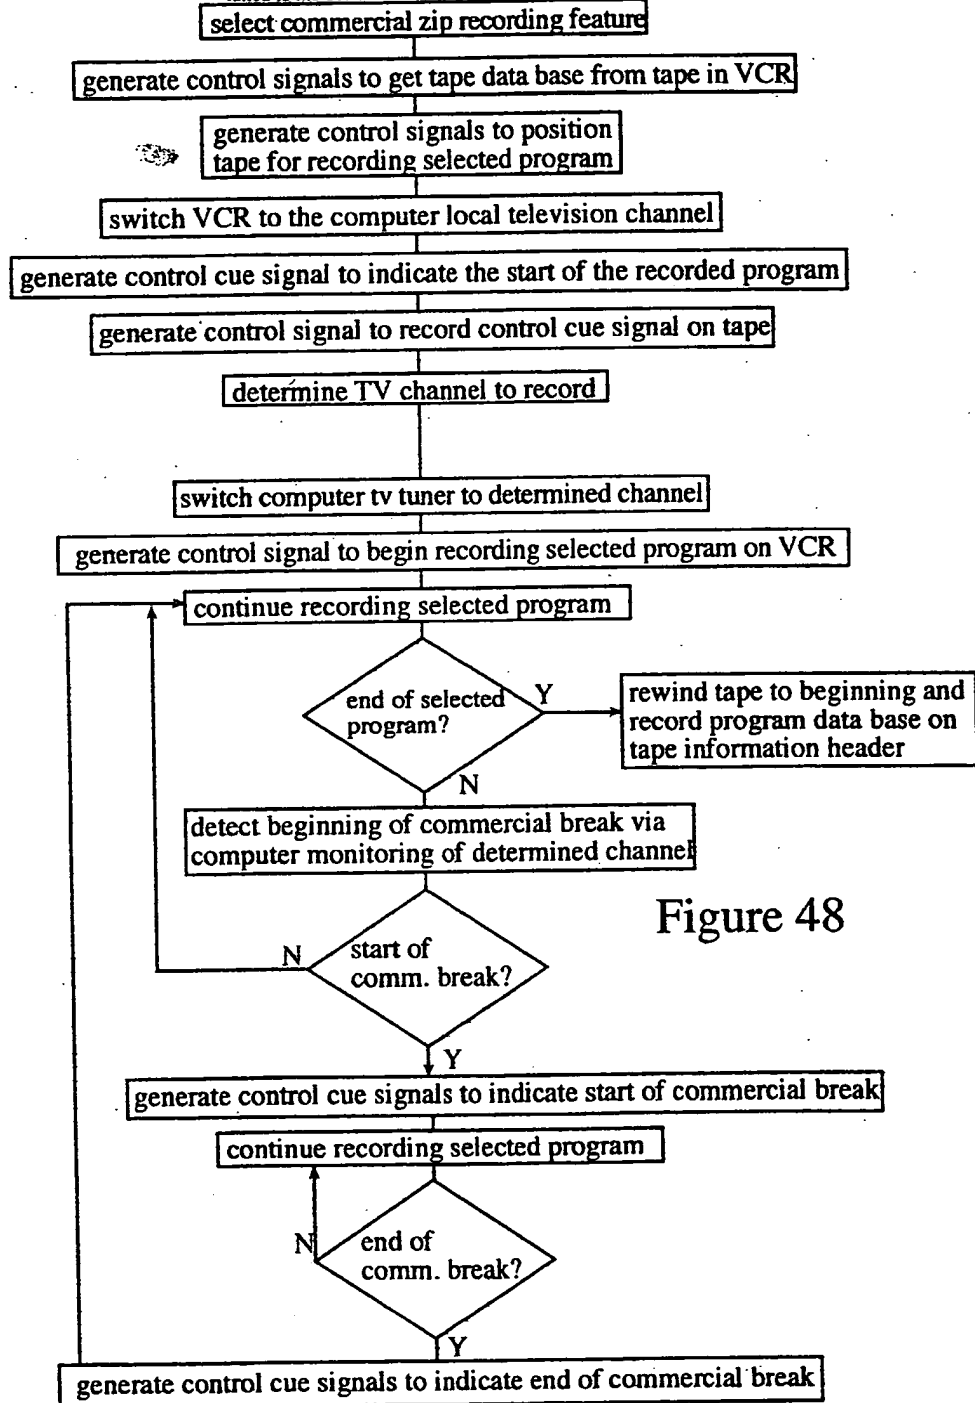 select commercial zip recording feature
generate control signals to get tape data base from tape in VCR
generate control signals to position
tape for recording selected program
switch VCR to the computer local television channel
generate control cue signal to indicate the start of the recorded program
generate control signal to record control cue signal on tape
determine TV channel to record
switch computer tv tuner to determined channel
generate control signal to begin recording selected program on VCR
continue recording selected program
end of selected
program?
Y
rewind tape to beginning and
record program data base on
tape information header
N
detect beginning of commercial break via
computer monitoring of determined channel
Figure 48
N
start of
comm. break?
Y
generate control cue signals to indicate start of commercial break
continue recording selected program
N
end of
comm. break?
Y
generate control cue signals to indicate end of commercial break